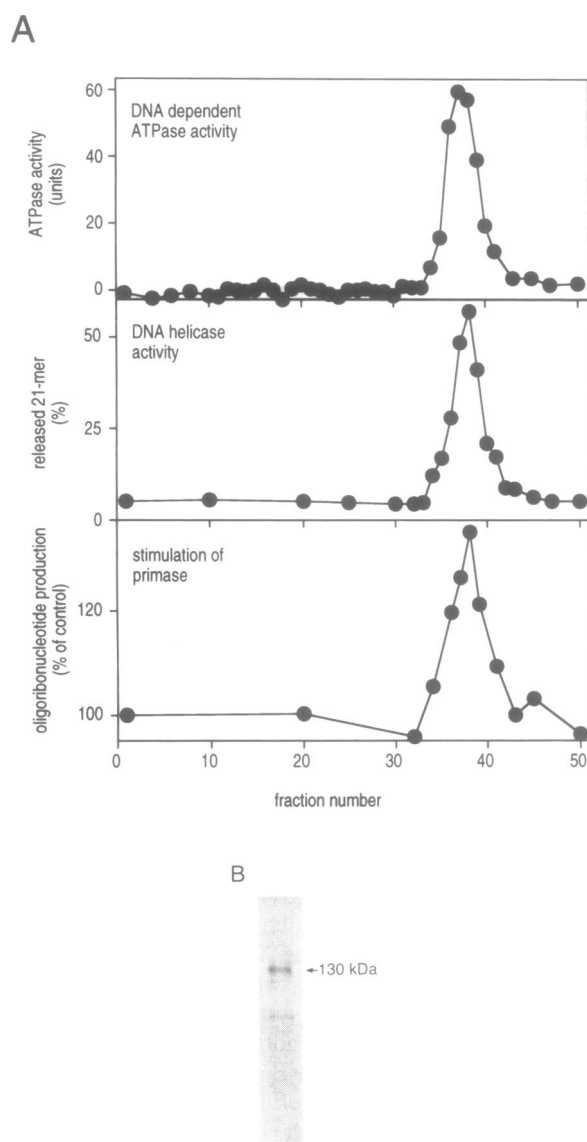 A
DNA dependent
ATPase activity
ATPase activity
(units)
60
40
20
0
DNA helicase
activity
released 21-mer
(%)
50
25
0
stimulation of
primase
oligoribonucleotide production
(% of control)
120
100
0 10 20 30 40 50
fraction number
B
←130 kDa